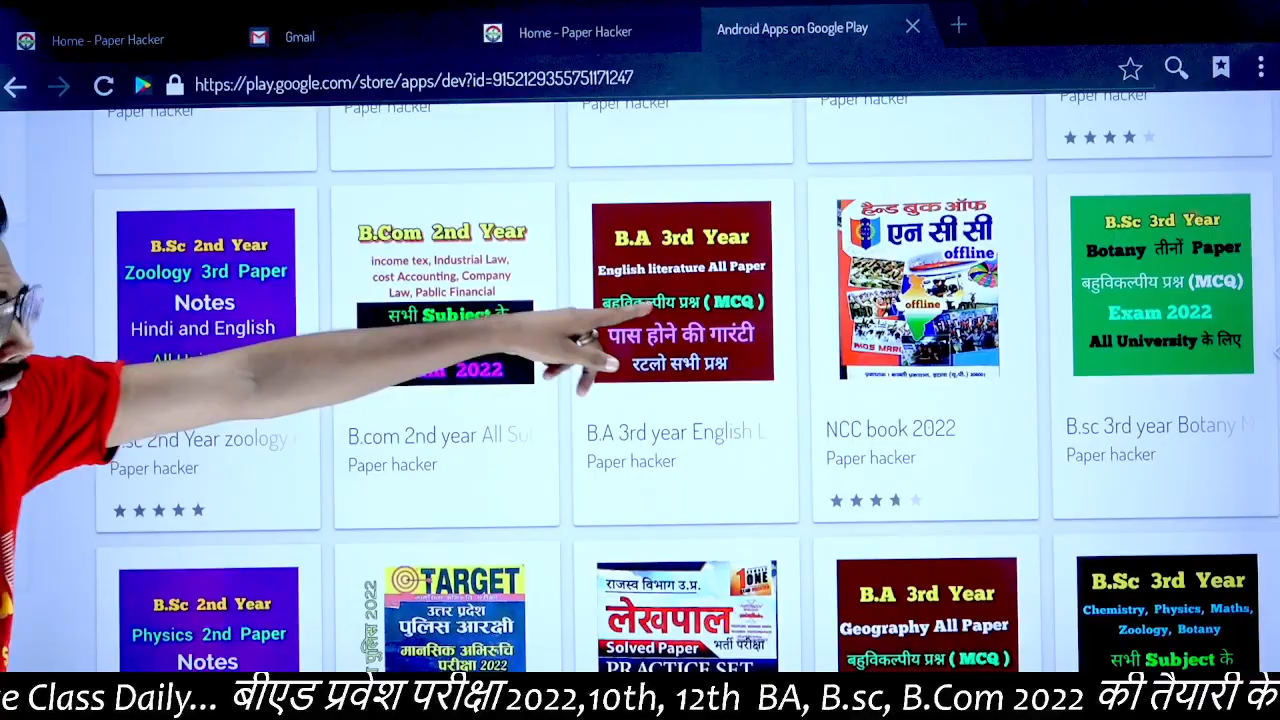 Home - Paper Hacker
Gmail
Home - Paper Hacker
Android Apps on Google Play
https://play.google.com/store/apps/dev?id=9152129355751171247
Paper hacker
Paper hacker
Paper hacker
Paper hacker
Paper hacker
B.Sc 2nd Year
Zoology 3rd Paper
Notes
Hindi and English
2nd Year zoology
Paper hacker
B.Com 2nd Year
income tex, Industrial Law,
cost Accounting, Company
Law, Pablic Financial
सभी Subject के
2022
B.com 2nd year All Su
Paper hacker
B.A 3rd Year
English literature All Paper
बहुविकल्पीय प्रश्न ( MCQ )
पास होने की गारंटी
रटलो सभी प्रश्न
B.A 3rd year English L
Paper hacker
हैन्ड बुक ऑफ
एन सी सी
offline
offline
NCC book 2022
Paper hacker
B.Sc 3rd Year
Botany तीनों Paper
बहुविकल्पीय प्रश्न (MCQ)
Exam 2022
All University के लिए
B.sc 3rd year Botany M
Paper hacker
B.Sc 2nd Year
Physics 2nd Paper
Notes
TARGET
उत्तर प्रदेश
पुलिस आरक्षी
मानसिक अभिरुचि
परीक्षा 2022
पुलिस 2022
राजस्व विभाग उ.प्र.
लेखपाल
भर्ती परीक्षा
Solved Paper
PRACTICE SET
B.A 3rd Year
Geography All Paper
बहुविकल्पीय प्रश्न ( MCQ )
B.Sc 3rd Year
Chemistry, Physics, Maths,
Zoology, Botany
सभी Subject के
e Class Daily... बीएड प्रवेश परीक्षा 2022,10th, 12th BA, B.sc, B.Com 2022 की तैयारी के